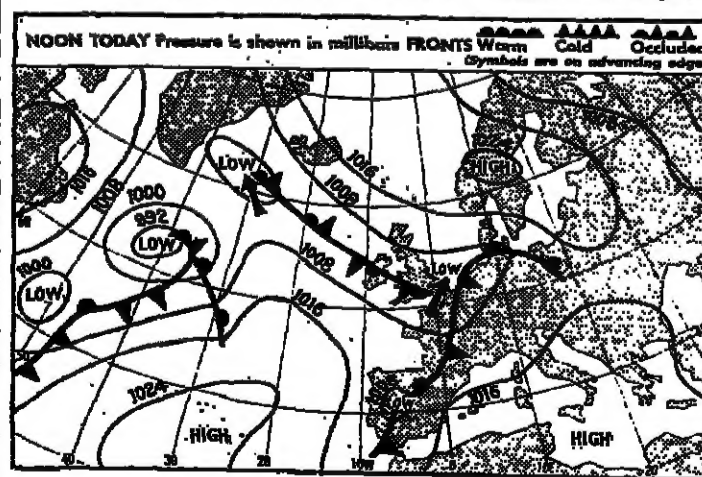 NOON TODAY Pressure is shown in millibars FRONTS Warm Cold Occluded
(Symbols are on advancing edge)
1016
1008
1000
992
LOW
1000
LOW
LOW
1016
1008
HIGH
LOW
1008
1016
1024
HIGH
LOW
1016
HIGH
40
30
20
10W
0
10
20